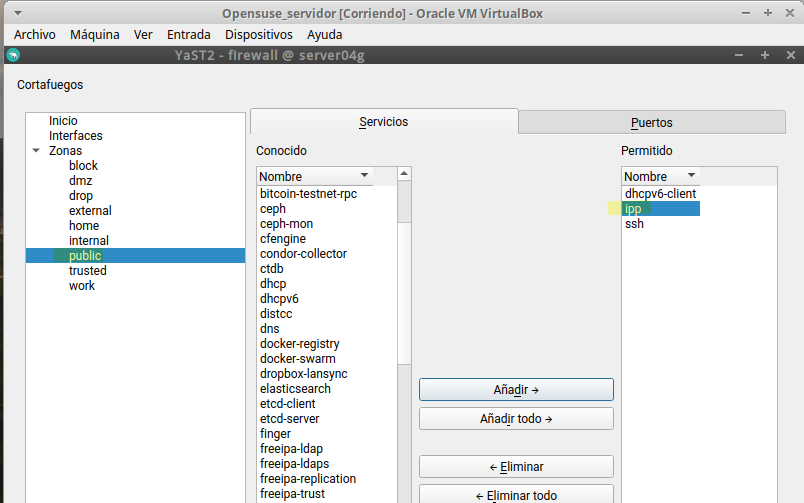 Opensuse_servidor [Corriendo] - Oracle VM VirtualBox
Archivo Máquina Ver Entrada Dispositivos Ayuda
YaST2 - firewall @ server04g
Cortafuegos
Inicio
Interfaces
Zonas
block
dmz
drop
external
home
internal
public
trusted
work
Servicios
Puertos
Conocido
Nombre
bitcoin-testnet-rpc
ceph
ceph-mon
cfengine
condor-collector
ctdb
dhcp
dhcpv6
distcc
dns
docker-registry
docker-swarm
dropbox-lansync
elasticsearch
etcd-client
etcd-server
finger
freeipa-ldap
freeipa-ldaps
freeipa-replication
freeipa-trust
Añadir →
Añadir todo →
← Eliminar
← Eliminar todo
Permitido
Nombre
dhcpv6-client
ipp
ssh